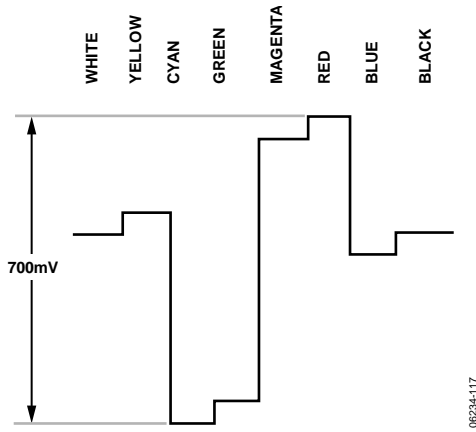 WHITE
YELLOW
CYAN
GREEN
MAGENTA
RED
BLUE
BLACK
700mV
06234-117